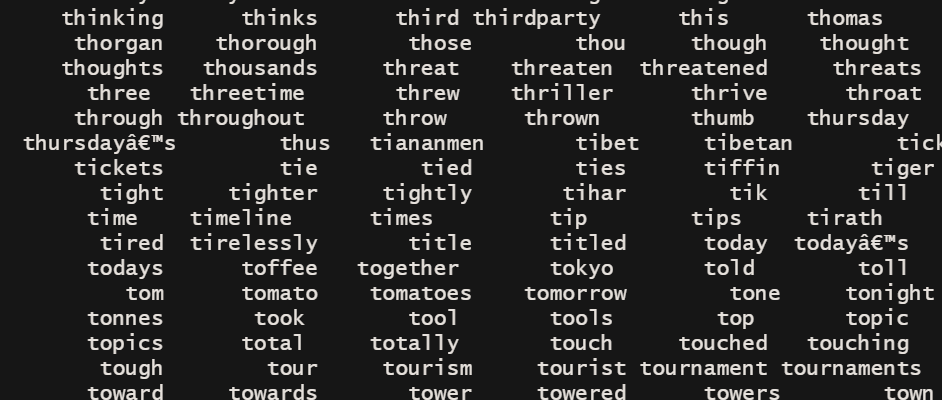 thinking thinks third thirdparty this thomas
thorgan thorough those thou though thought
thoughts thousands threat threaten threatened threats
three threetime threw thriller thrive throat
through throughout throw thrown thumb thursday
thursdayâ€™s thus tiananmen tibet tibetan tick
tickets tie tied ties tiffin tiger
tight tighter tightly tihar tik till
time timeline times tip tips tirath
tired tirelessly title titled today todayâ€™s
todays toffee together tokyo told toll
tom tomato tomatoes tomorrow tone tonight
tonnes took tool tools top topic
topics total totally touch touched touching
tough tour tourism tourist tournament tournaments
toward towards tower towered towers town